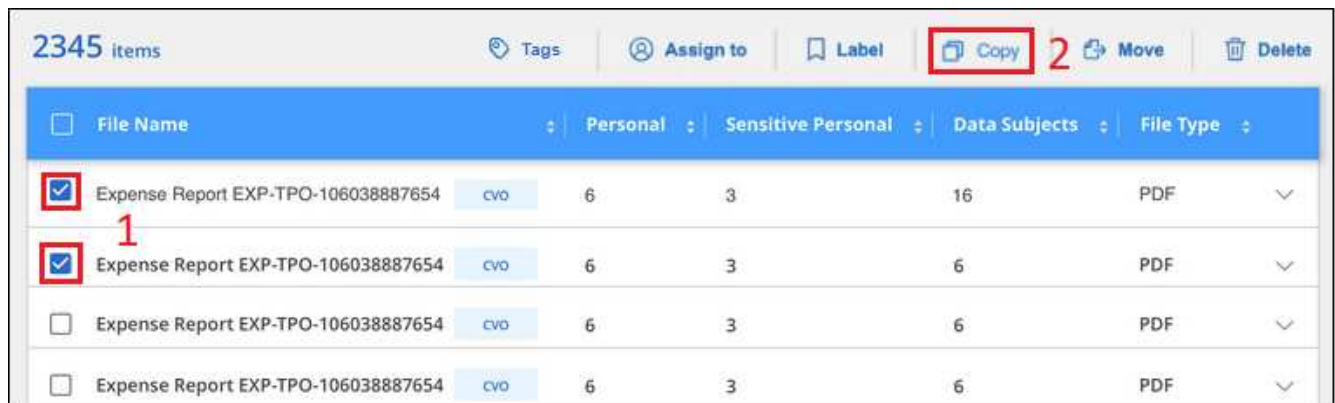 2345 items Tags Assign to Label Copy 2 Move Delete
File Name Personal Sensitive Personal Data Subjects File Type
Expense Report EXP-TPO-106038887654 CVO 6 3 16 PDF
1
Expense Report EXP-TPO-106038887654 CVO 6 3 6 PDF
Expense Report EXP-TPO-106038887654 CVO 6 3 6 PDF
Expense Report EXP-TPO-106038887654 CVO 6 3 6 PDF